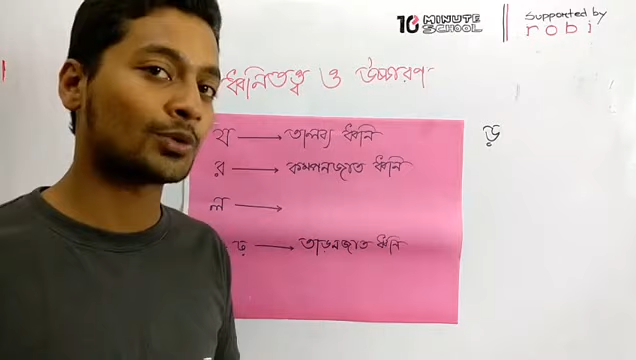 10 MINUTE SCHOOL
Supported by
robi
ধ্বনিতত্ত্ব ও উচ্চারণ
য → তালব্য ধ্বনি
ড়
র → কম্পনজাত ধ্বনি
ল →
ঢ় → তাড়নজাত ধ্বনি